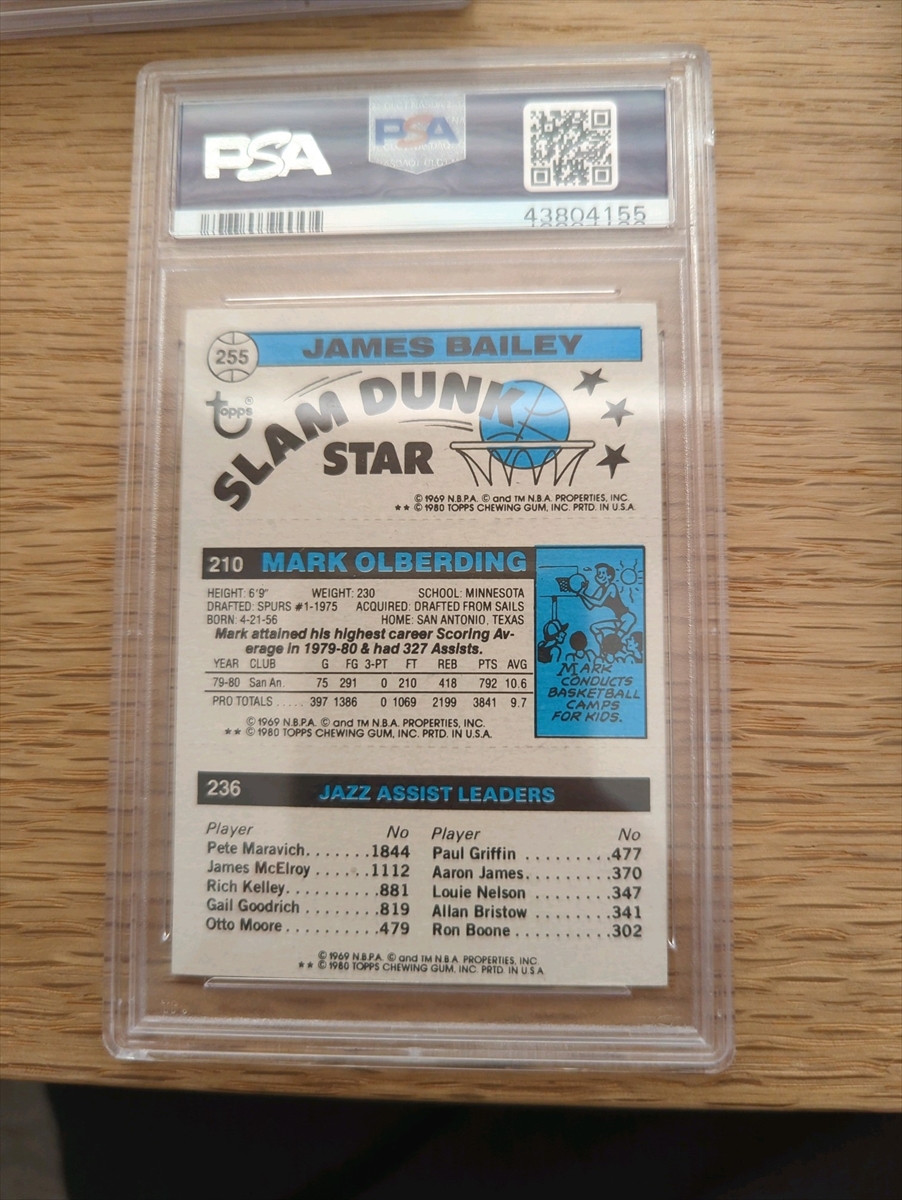 PSA
PSA
43804155
255 JAMES BAILEY
Topps®
SLAM DUNK
STAR
© 1969 N.B.P.A. © and TM N.B.A. PROPERTIES, INC.
★★ © 1980 TOPPS CHEWING GUM, INC. PRTD. IN U.S.A.
210 MARK OLBERDING
HEIGHT: 6'9" WEIGHT: 230 SCHOOL: MINNESOTA
DRAFTED: SPURS #1-1975 ACQUIRED: DRAFTED FROM SAILS
BORN: 4-21-56 HOME: SAN ANTONIO, TEXAS
Mark attained his highest career Scoring Av-
erage in 1979-80 & had 327 Assists.
YEAR CLUB G FG 3-PT FT REB PTS AVG
79-80 San An. 75 291 0 210 418 792 10.6
PRO TOTALS ..... 397 1386 0 1069 2199 3841 9.7
© 1969 N.B.P.A. © and TM N.B.A. PROPERTIES, INC.
★★ © 1980 TOPPS CHEWING GUM, INC. PRTD. IN U.S.A.
MARK
CONDUCTS
BASKETBALL
CAMPS
FOR KIDS.
236 JAZZ ASSIST LEADERS
Player No Player No
Pete Maravich.......1844 Paul Griffin .........477
James McElroy ......1112 Aaron James.........370
Rich Kelley..........881 Louie Nelson ........347
Gail Goodrich ........819 Allan Bristow ........341
Otto Moore..........479 Ron Boone..........302
© 1969 N.B.P.A. © and TM N.B.A. PROPERTIES, INC.
★★ © 1980 TOPPS CHEWING GUM, INC. PRTD. IN U.S.A